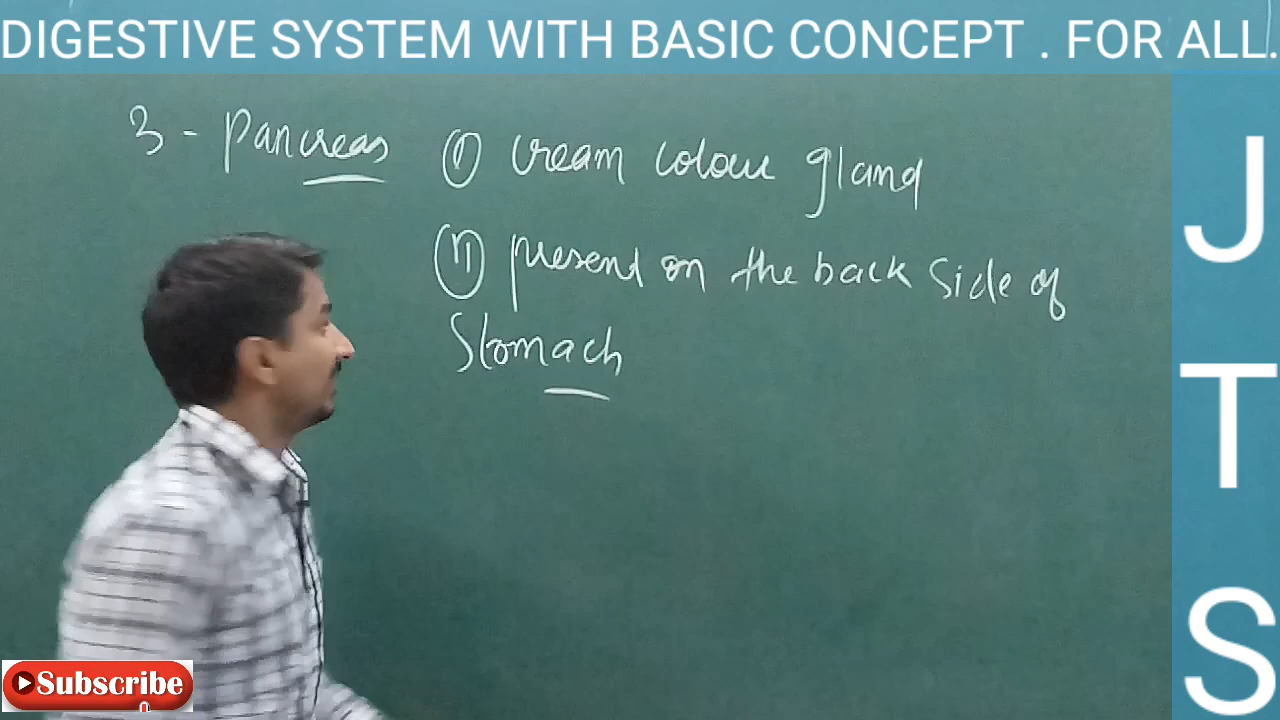 DIGESTIVE SYSTEM WITH BASIC CONCEPT . FOR ALL.
3 - Pancreas (i) cream colour gland
(ii) present on the back side of
Stomach
J
T
S
Subscribe